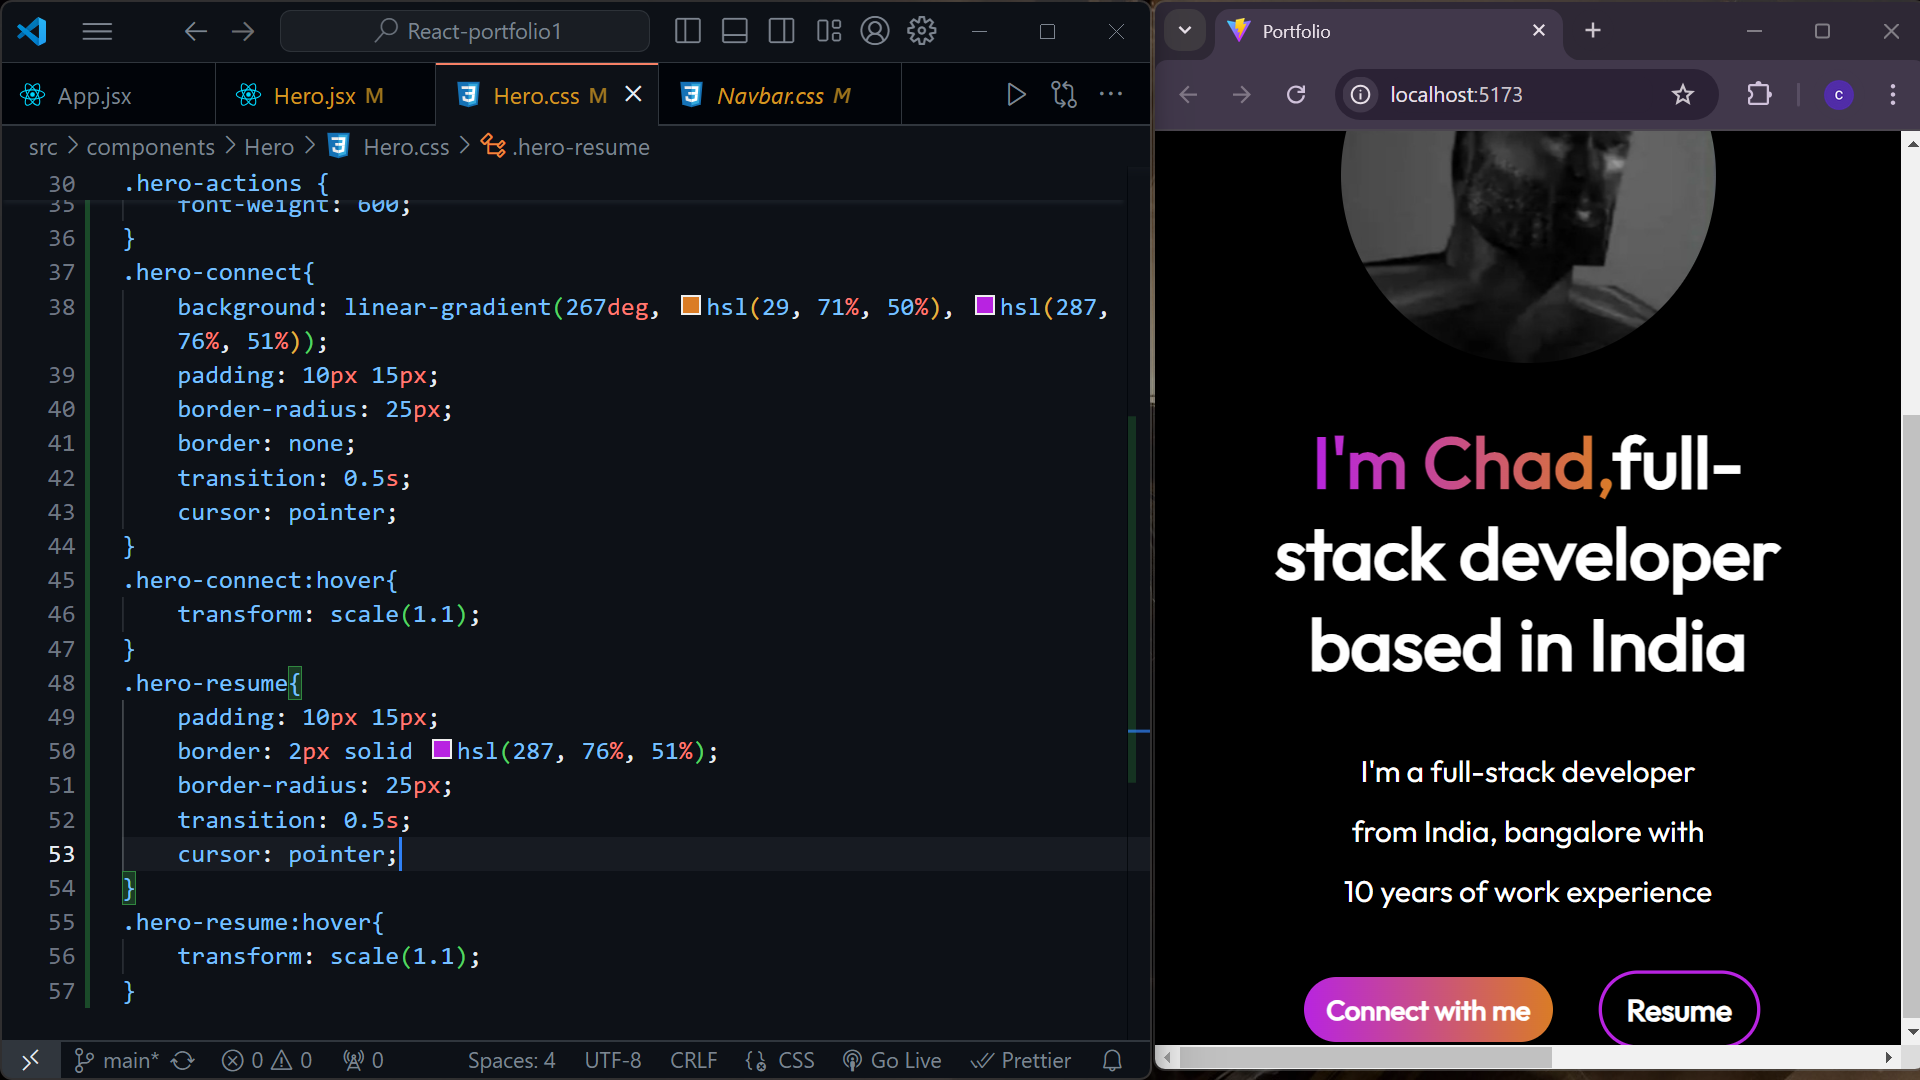 React-portfolio1
App.jsx
Hero.jsx M
Hero.css M
Navbar.css M
src > components > Hero > Hero.css > .hero-resume
30 .hero-actions {
35 font-weight: 600;
36 }
37 .hero-connect{
38 background: linear-gradient(267deg, hsl(29, 71%, 50%), hsl(287,
76%, 51%));
39 padding: 10px 15px;
40 border-radius: 25px;
41 border: none;
42 transition: 0.5s;
43 cursor: pointer;
44 }
45 .hero-connect:hover{
46 transform: scale(1.1);
47 }
48 .hero-resume{
49 padding: 10px 15px;
50 border: 2px solid hsl(287, 76%, 51%);
51 border-radius: 25px;
52 transition: 0.5s;
53 cursor: pointer;
54 }
55 .hero-resume:hover{
56 transform: scale(1.1);
57 }
main* 0 0 0 Spaces: 4 UTF-8 CRLF CSS Go Live Prettier
Portfolio
localhost:5173
c
I'm Chad,full-
stack developer
based in India
I'm a full-stack developer
from India, bangalore with
10 years of work experience
Connect with me
Resume